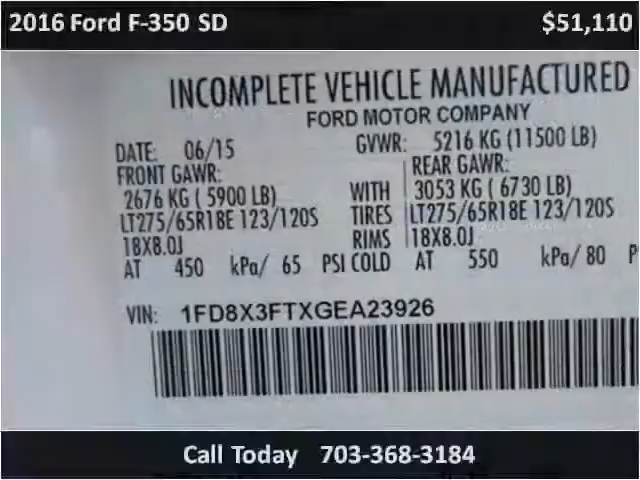 2016 Ford F-350 SD $51,110
INCOMPLETE VEHICLE MANUFACTURED
FORD MOTOR COMPANY
DATE: 06/15 GVWR: 5216 KG (11500 LB)
FRONT GAWR: REAR GAWR:
2676 KG ( 5900 LB) WITH 3053 KG ( 6730 LB)
LT275/65R18E 123/120S TIRES LT275/65R18E 123/120S
18X8.0J RIMS 18X8.0J
AT 450 kPa/ 65 PSI COLD AT 550 kPa/ 80 P
VIN: 1FD8X3FTXGEA23926
Call Today 703-368-3184